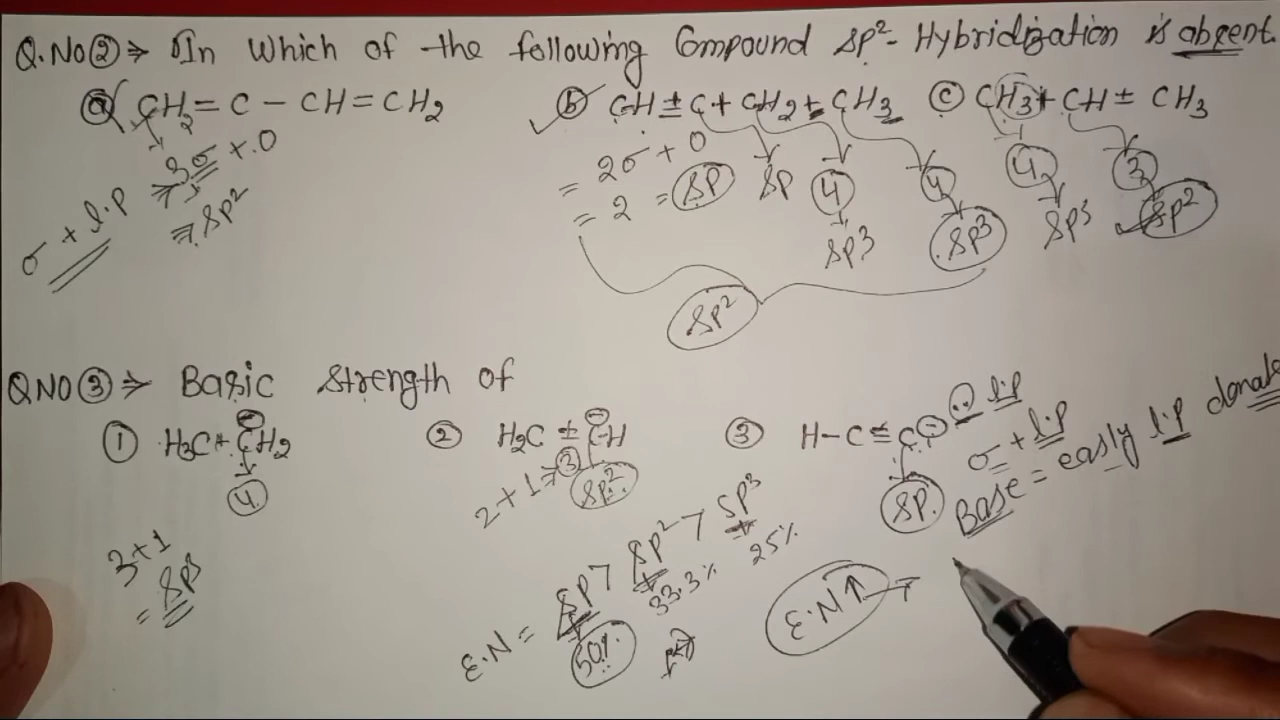 Q.NO② ⇒ In Which of the following Compound SP²- Hybridization is absent.
ⓐ CH₂ = C - CH = CH₂
ⓑ CH ≡ C + CH2 + CH3
ⓒ CH3 + CH = CH3
σ + l.p
⇒ 3σ + 0
⇒ SP²
= 2σ + 0
= 2 = SP
SP
4
SP3
4
SP3
4
SP3
3
SP²
SP²
QNO③ ⇒ Basic Strength of
① H3C + CH2
② H2C = CH
③ H-C≡C - l.p
4
3+1
= SP3
2+1 ⇒ 3
SP²
SP
σ + l.p
Base = easly l.p donate
E.N = SP > SP² > SP3
50%
33.3%
25%
E.N↑ →